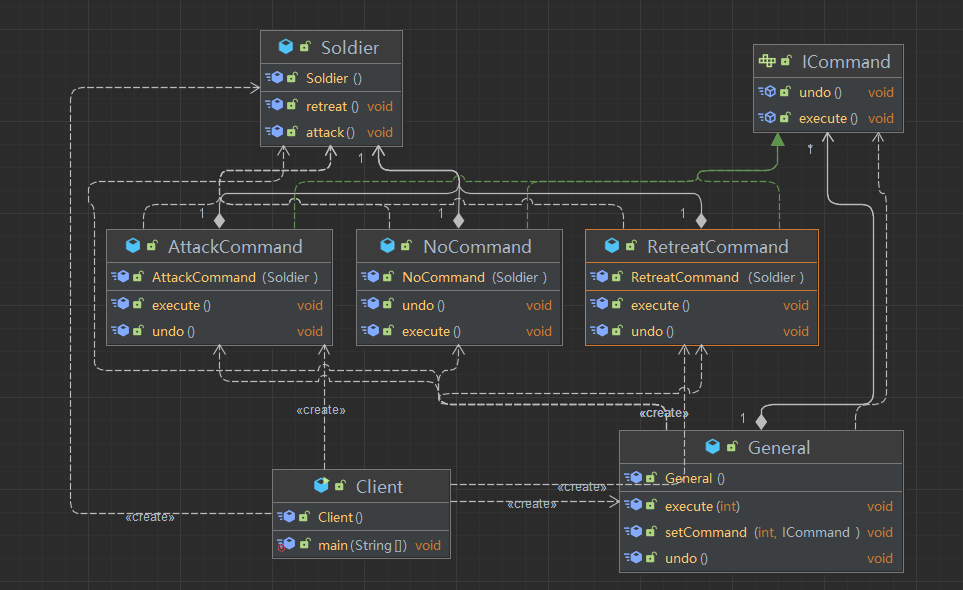 Soldier
Soldier ()
retreat () void
attack () void
ICommand
undo () void
execute () void
1
*
1
1
1
AttackCommand
AttackCommand (Soldier )
execute () void
undo () void
NoCommand
NoCommand (Soldier )
undo () void
execute () void
RetreatCommand
RetreatCommand (Soldier )
execute () void
undo () void
«create»
«create»
1
General
General ()
execute (int) void
setCommand (int, ICommand ) void
undo () void
Client
Client ()
main (String []) void
«create»
«create»
«create»